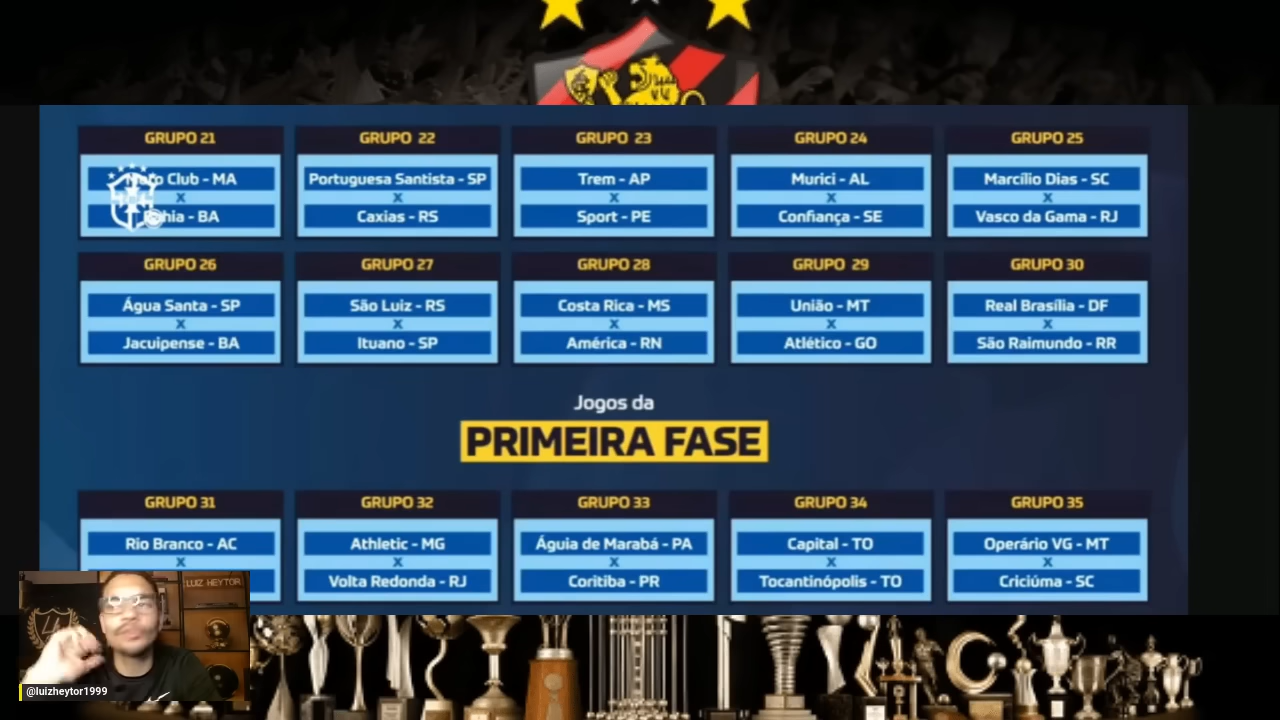 GRUPO 21
GRUPO 22
GRUPO 23
GRUPO 24
GRUPO 25
Club - MA
Portuguesa Santista - SP
Trem - AP
Murici - AL
Marcílio Dias - SC
X
X
X
X
X
Bahia - BA
Caxias - RS
Sport - PE
Confiança - SE
Vasco da Gama - RJ
GRUPO 26
GRUPO 27
GRUPO 28
GRUPO 29
GRUPO 30
Água Santa - SP
São Luiz - RS
Costa Rica - MS
União - MT
Real Brasília - DF
X
X
X
X
X
Jacuipense - BA
Ituano - SP
América - RN
Atlético - GO
São Raimundo - RR
Jogos da
PRIMEIRA FASE
GRUPO 31
GRUPO 32
GRUPO 33
GRUPO 34
GRUPO 35
Rio Branco - AC
Athletic - MG
Águia de Marabá - PA
Capital - TO
Operário VG - MT
X
X
X
X
X
Volta Redonda - RJ
Coritiba - PR
Tocantinópolis - TO
Criciúma - SC
LUIZ HEYTOR
@luizheytor1999